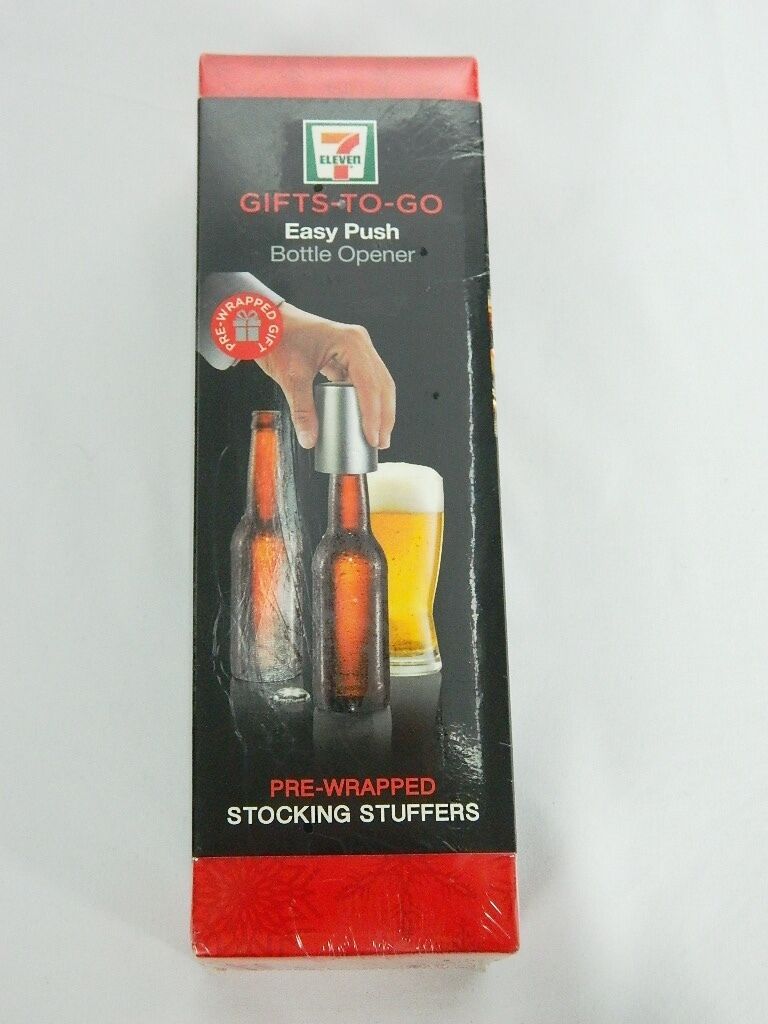 7
ELEVEn
GIFTS-TO-GO
Easy Push
Bottle Opener
PRE-WRAPPED GIFT
PRE-WRAPPED
STOCKING STUFFERS